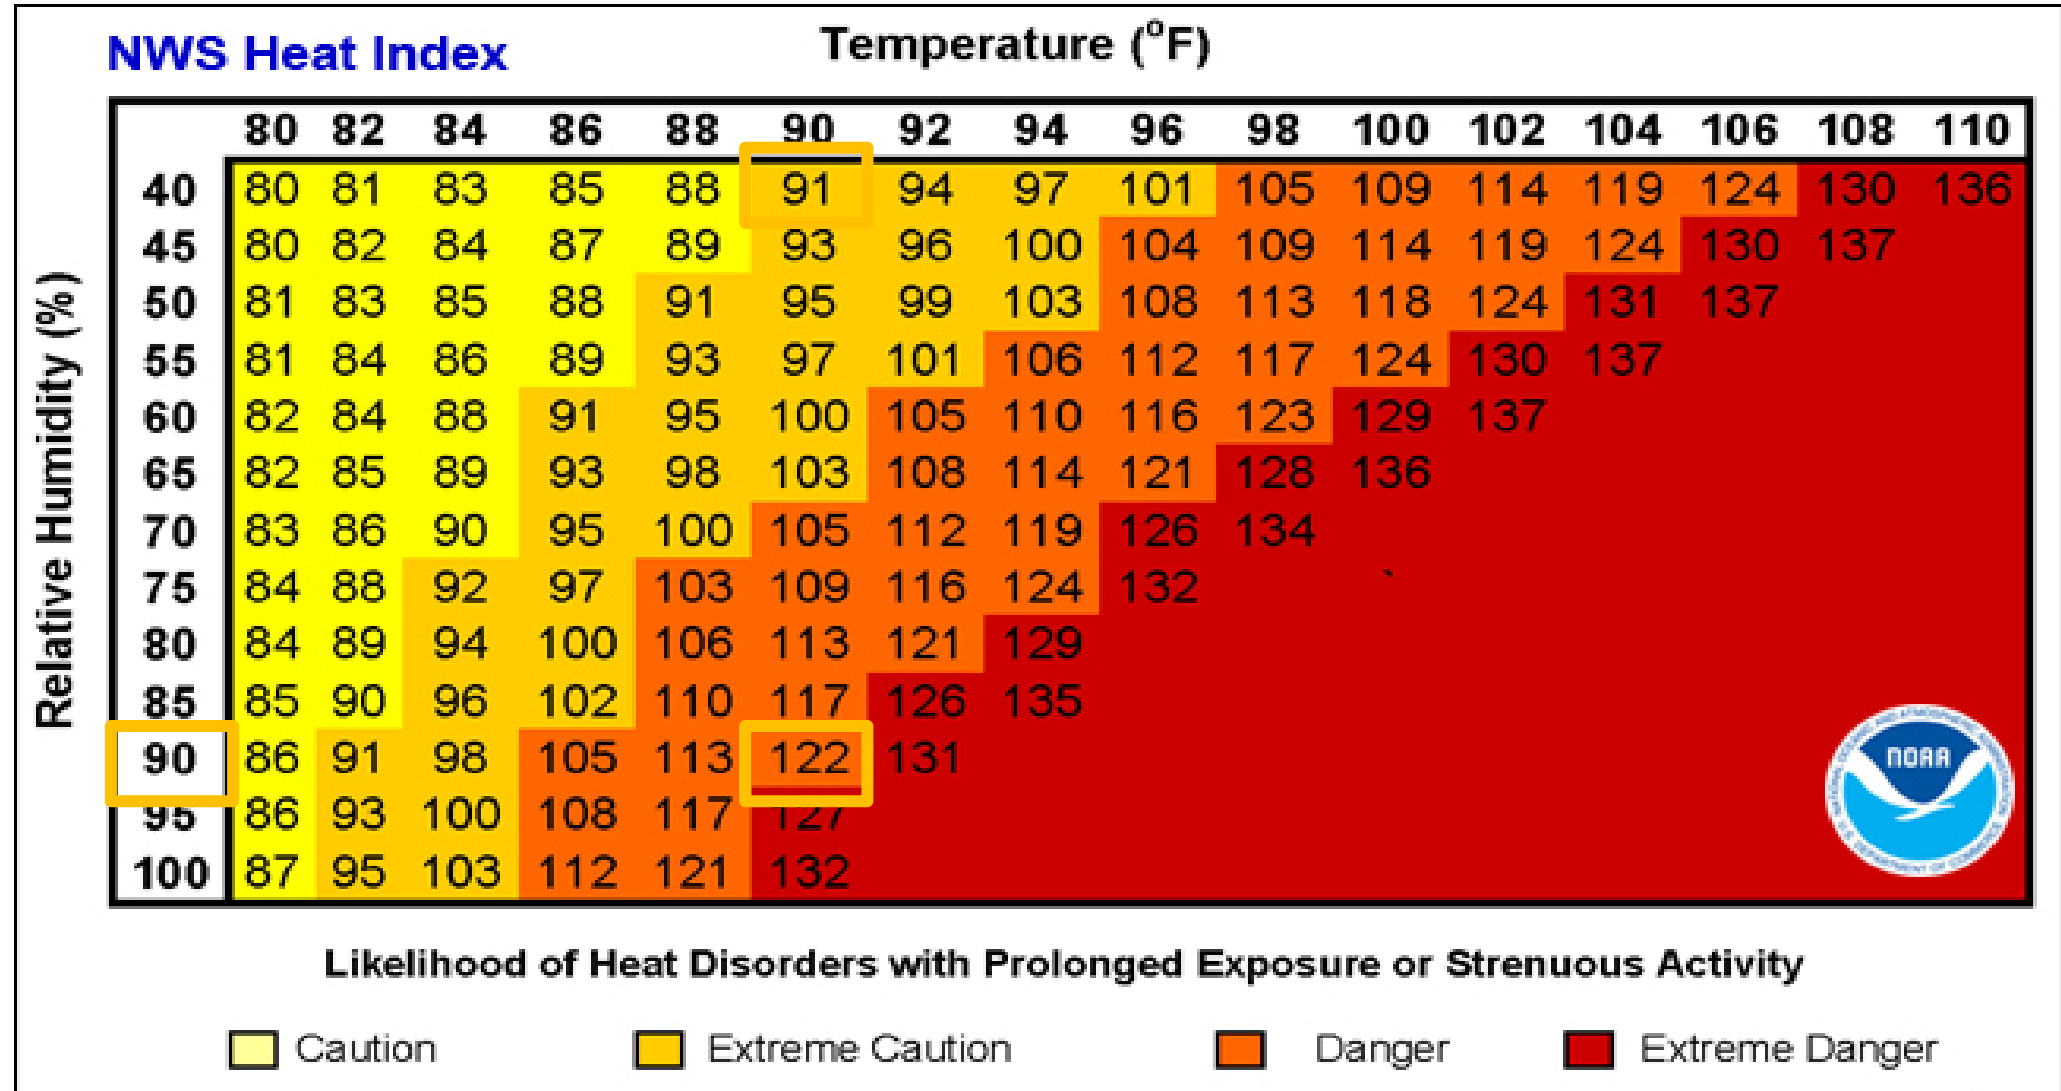 NWS Heat Index
Temperature (°F)
80 82 84 86 88 90 92 94 96 98 100 102 104 106 108 110
Relative Humidity (%)
40 80 81 83 85 88 91 94 97 101 105 109 114 119 124 130 136
45 80 82 84 87 89 93 96 100 104 109 114 119 124 130 137
50 81 83 85 88 91 95 99 103 108 113 118 124 131 137
55 81 84 86 89 93 97 101 106 112 117 124 130 137
60 82 84 88 91 95 100 105 110 116 123 129 137
65 82 85 89 93 98 103 108 114 121 128 136
70 83 86 90 95 100 105 112 119 126 134
75 84 88 92 97 103 109 116 124 132
80 84 89 94 100 106 113 121 129
85 85 90 96 102 110 117 126 135
90 86 91 98 105 113 122 131
95 86 93 100 108 117 127
100 87 95 103 112 121 132
NOAA
Likelihood of Heat Disorders with Prolonged Exposure or Strenuous Activity
Caution Extreme Caution Danger Extreme Danger